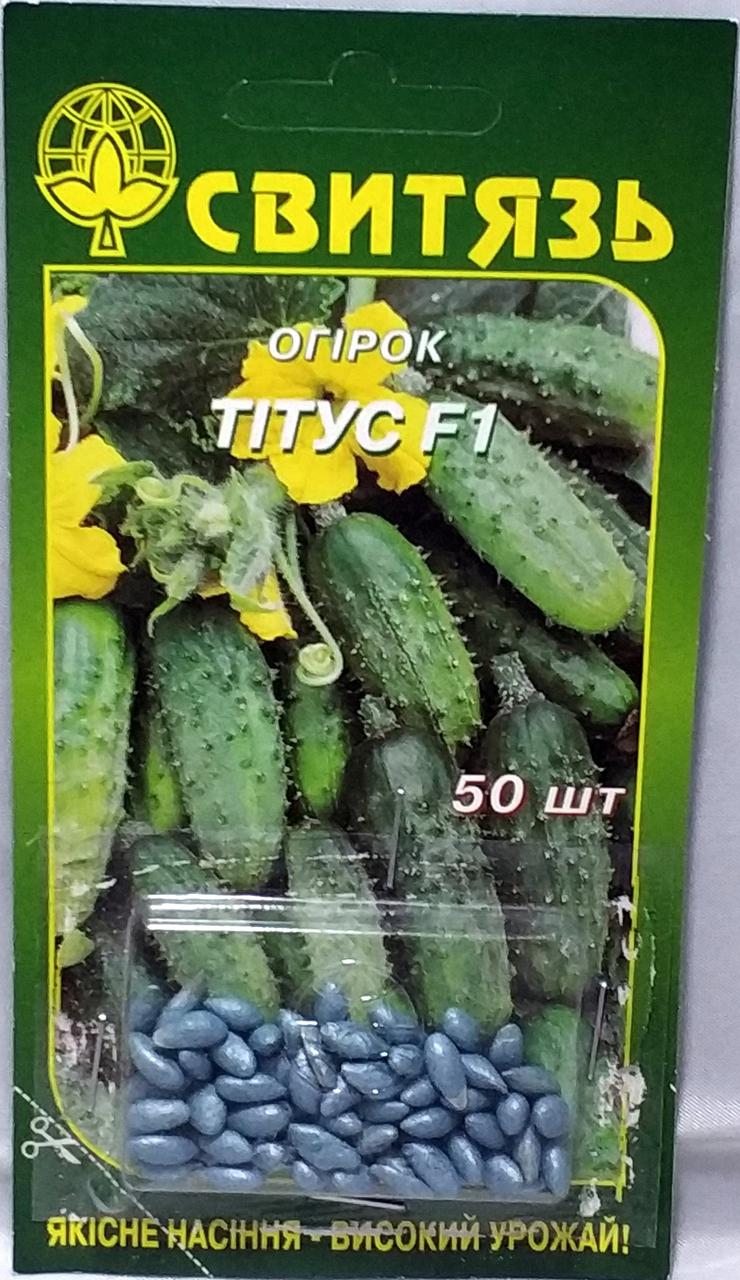 СВИТЯЗЬ
ОГІРОК
ТІТУС F1
50 шт
ЯКІСНЕ НАСІННЯ - ВИСОКИЙ УРОЖАЙ!